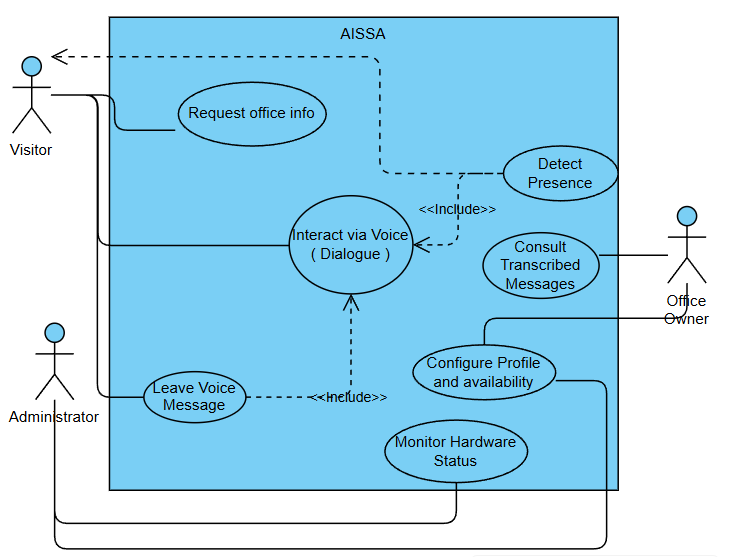 AISSA
Visitor
Request office info
Detect
Presence
<<Include>>
Interact via Voice
( Dialogue )
Consult
Transcribed
Messages
Office
Owner
Administrator
Configure Profile
and availability
Leave Voice
Message
<<Include>>
Monitor Hardware
Status